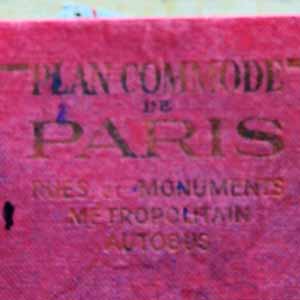 PLAN COMMODE
DE
PARIS
RUES ET MONUMENTS
METROPOLITAIN
AUTOBUS